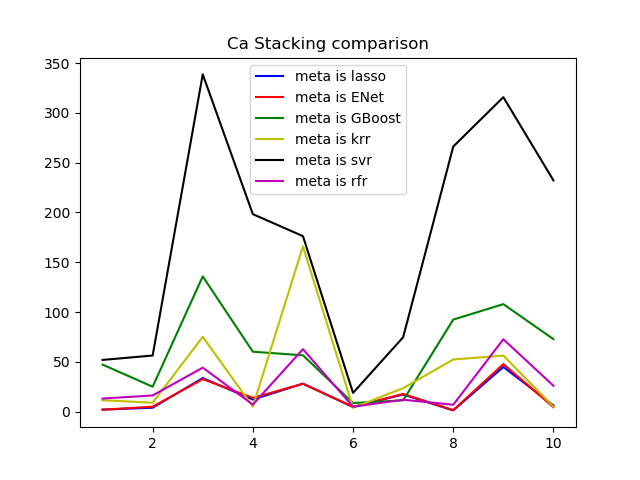 Ca Stacking comparison
350
300
250
200
150
100
50
0
meta is lasso
meta is ENet
meta is GBoost
meta is krr
meta is svr
meta is rfr
2 4 6 8 10